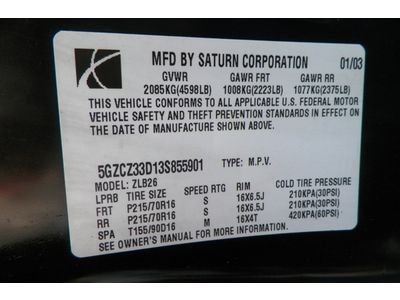 MFD BY SATURN CORPORATION 01/03
GVWR GAWR FRT GAWR RR
2085KG(4598LB) 1008KG(2223LB) 1077KG(2375LB)
THIS VEHICLE CONFORMS TO ALL APPLICABLE U.S. FEDERAL MOTOR
VEHICLE SAFETY AND THEFT PREVENTION STANDARDS IN EFFECT ON
THE DATE OF MANUFACTURE SHOWN ABOVE.
5GZCZ33D13S855901 TYPE: M.P.V.
MODEL: ZLB26
LPRB TIRE SIZE SPEED RTG RIM COLD TIRE PRESSURE
FRT P215/70R16 S 16X6.5J 210KPA(30PSI)
RR P215/70R16 S 16X6.5J 210KPA(30PSI)
SPA T155/90D16 M 16X4T 420KPA(60PSI)
SEE OWNER'S MANUAL FOR MORE INFORMATION.